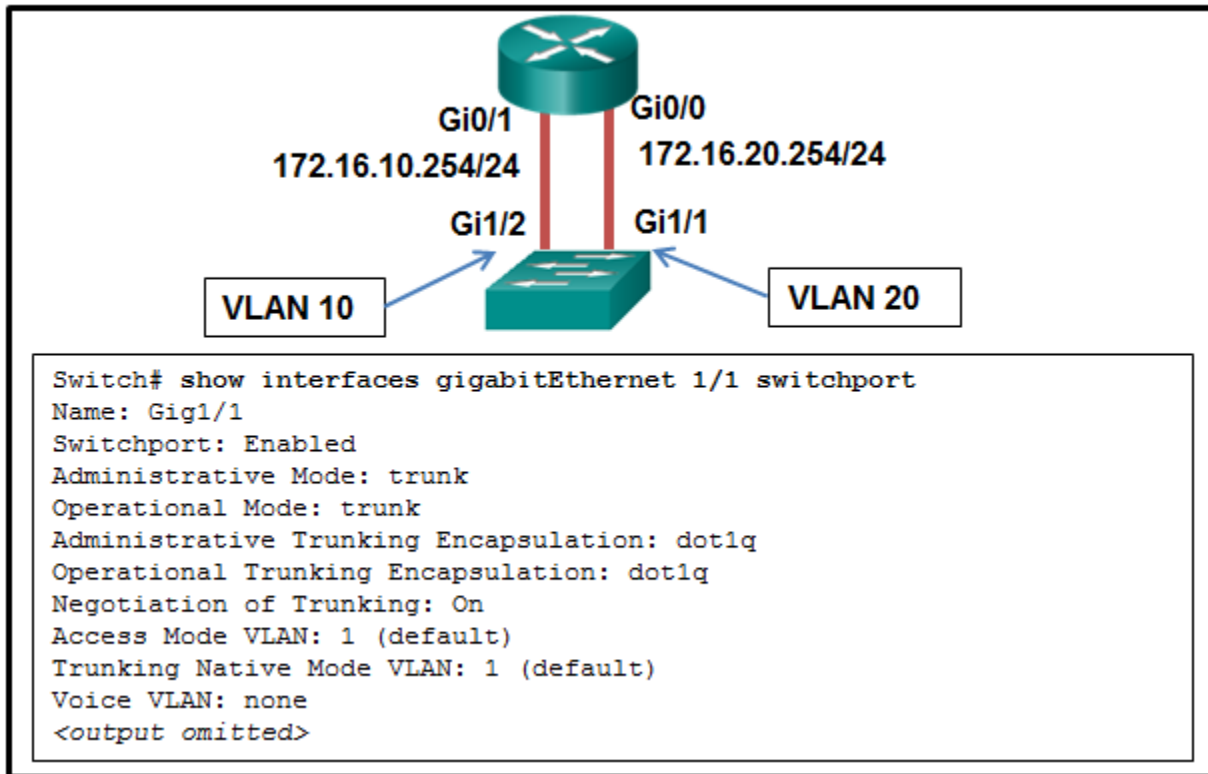 Gi0/1
Gi0/0
172.16.10.254/24
172.16.20.254/24
Gi1/2
Gi1/1
VLAN 10
VLAN 20
Switch# show interfaces gigabitEthernet 1/1 switchport
Name: Gig1/1
Switchport: Enabled
Administrative Mode: trunk
Operational Mode: trunk
Administrative Trunking Encapsulation: dot1q
Operational Trunking Encapsulation: dot1q
Negotiation of Trunking: On
Access Mode VLAN: 1 (default)
Trunking Native Mode VLAN: 1 (default)
Voice VLAN: none
<output omitted>